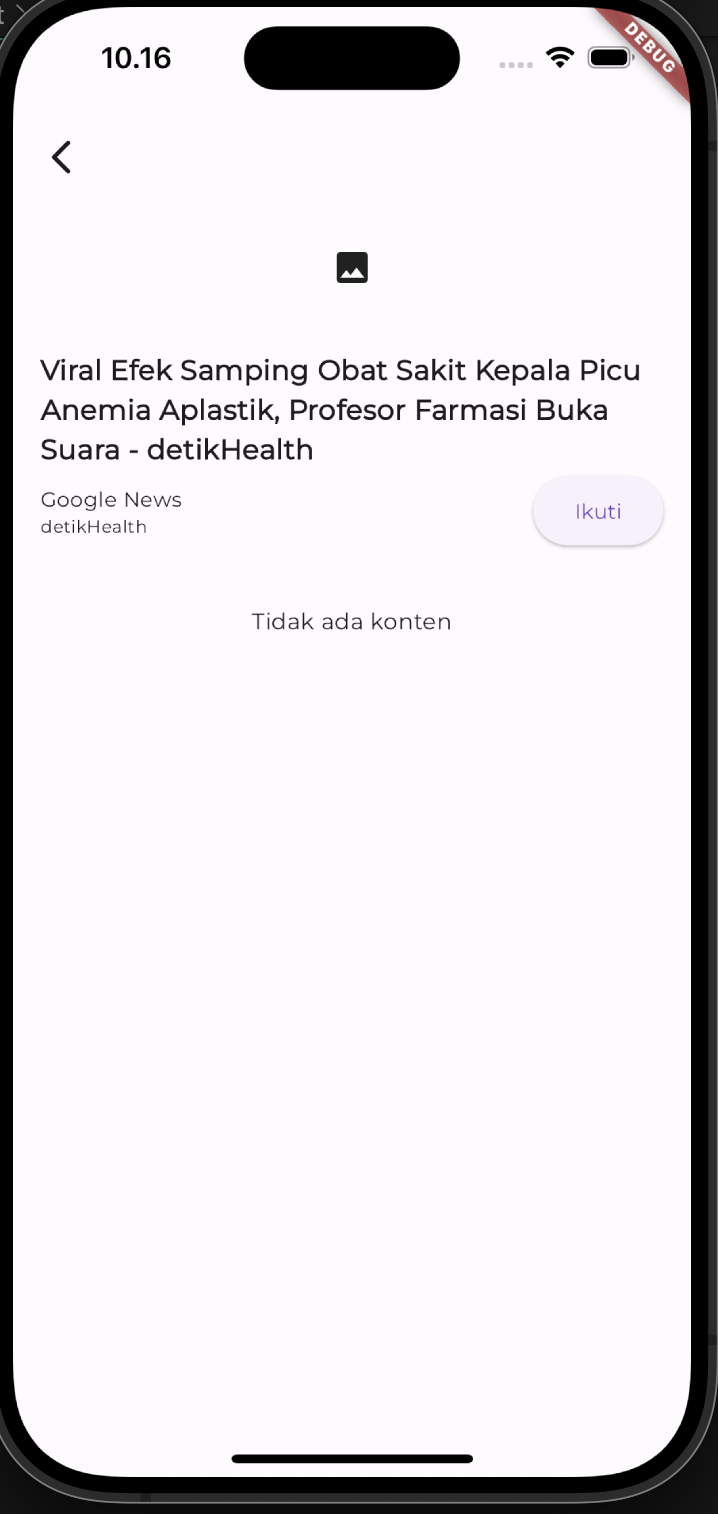 10.16
DEBUG
Viral Efek Samping Obat Sakit Kepala Picu
Anemia Aplastik, Profesor Farmasi Buka
Suara - detikHealth
Google News
detikHealth
Ikuti
Tidak ada konten